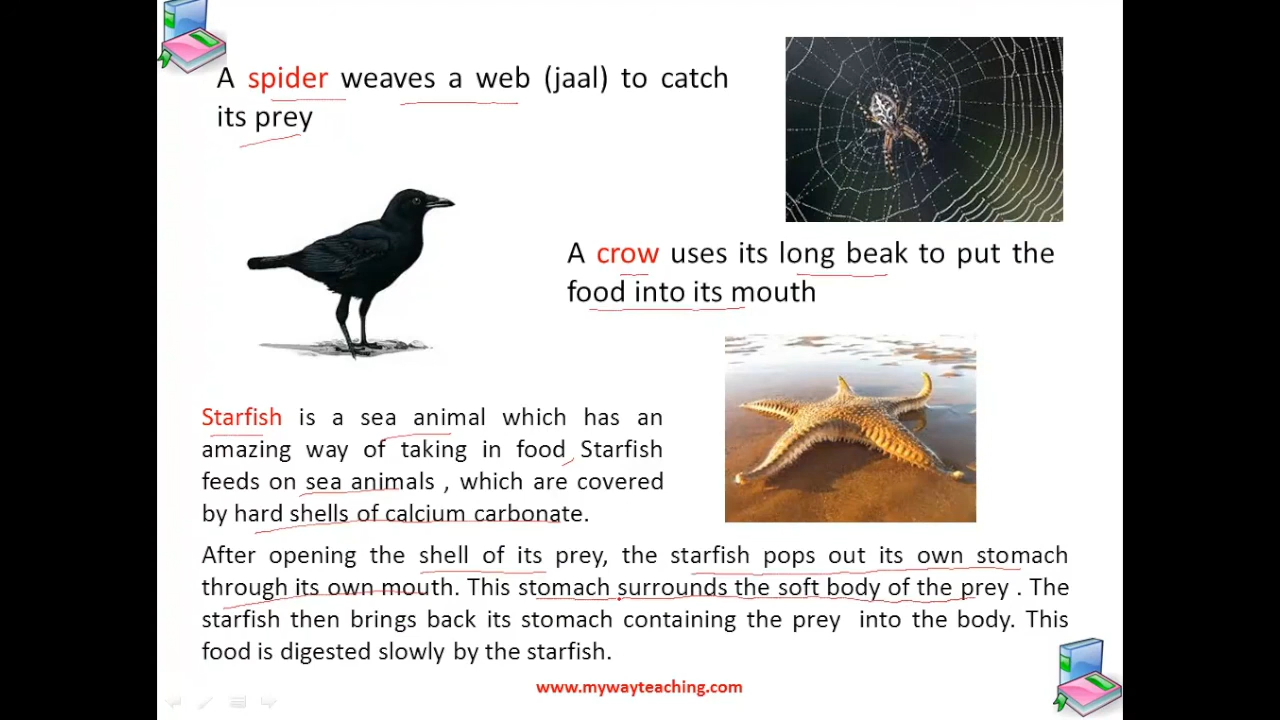 A spider weaves a web (jaal) to catch
its prey
A crow uses its long beak to put the
food into its mouth
Starfish is a sea animal which has an
amazing way of taking in food Starfish
feeds on sea animals , which are covered
by hard shells of calcium carbonate.
After opening the shell of its prey, the starfish pops out its own stomach
through its own mouth. This stomach surrounds the soft body of the prey . The
starfish then brings back its stomach containing the prey into the body. This
food is digested slowly by the starfish.
www.mywayteaching.com